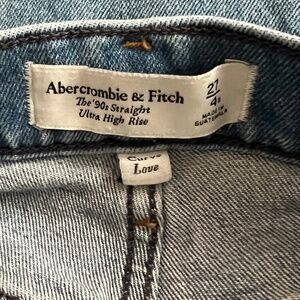 Abercrombie & Fitch
The '90s Straight
Ultra High Rise
27
4
MADE IN
GUATEMALA
Curve
Love